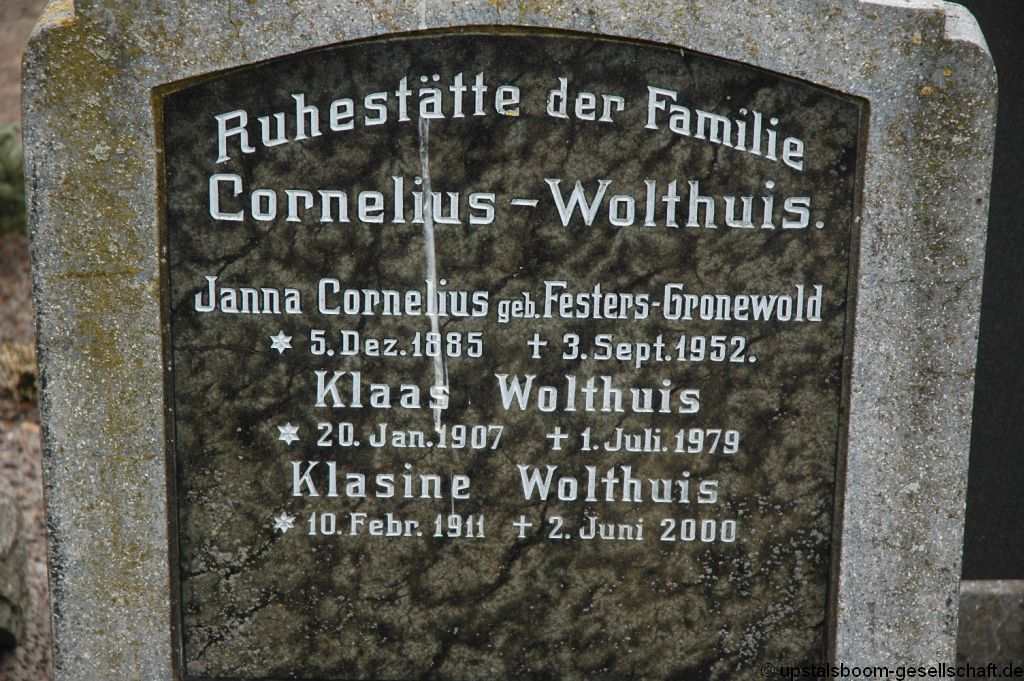 Ruhestätte der Familie
Cornelius - Wolthuis.
Janna Cornelius geb. Festers-Gronewold
* 5. Dez. 1885 † 3. Sept. 1952.
Klaas Wolthuis
* 20. Jan. 1907 † 1. Juli. 1979
Klasine Wolthuis
* 10. Febr. 1911 † 2. Juni 2000
© upstalsboom-gesellschaft.de